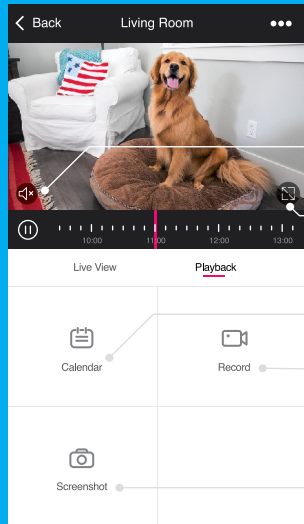 Back Living Room
10:00 11:00 12:00 13:00
Live View Playback
Calendar Record
Screenshot